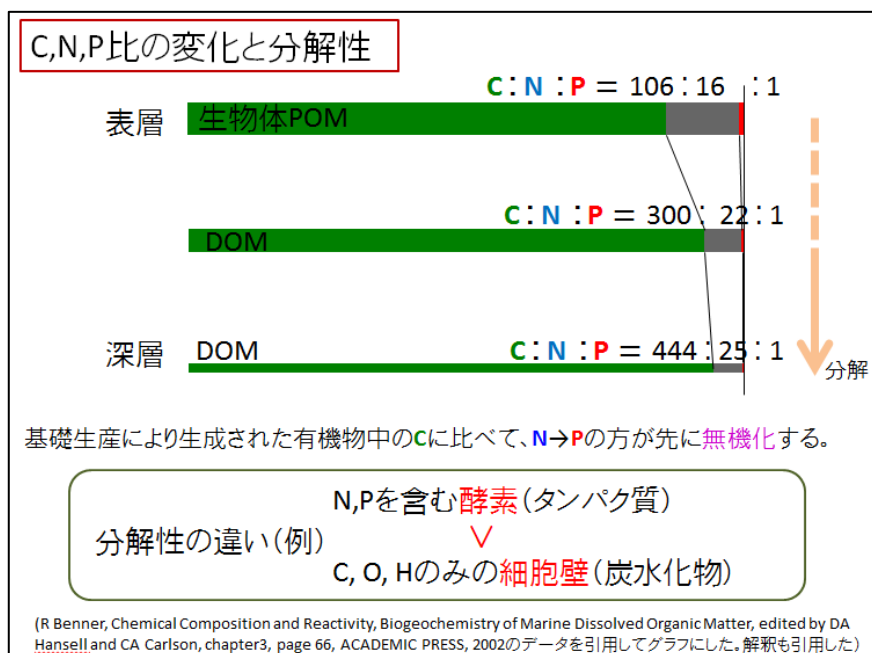 C,N,P比の変化と分解性
C:N:P = 106:16 :1
表層 生物体POM
C:N:P = 300: 22:1
DOM
深層 DOM C:N:P = 444:25:1
分解
基礎生産により生成された有機物中のCに比べて、N→Pの方が先に無機化する。
N,Pを含む酵素(タンパク質)
分解性の違い(例) ∨
C, O, Hのみの細胞壁(炭水化物)
(R Benner, Chemical Composition and Reactivity, Biogeochemistry of Marine Dissolved Organic Matter, edited by DA
Hansell and CA Carlson, chapter3, page 66, ACADEMIC PRESS, 2002のデータを引用してグラフにした。解釈も引用した)